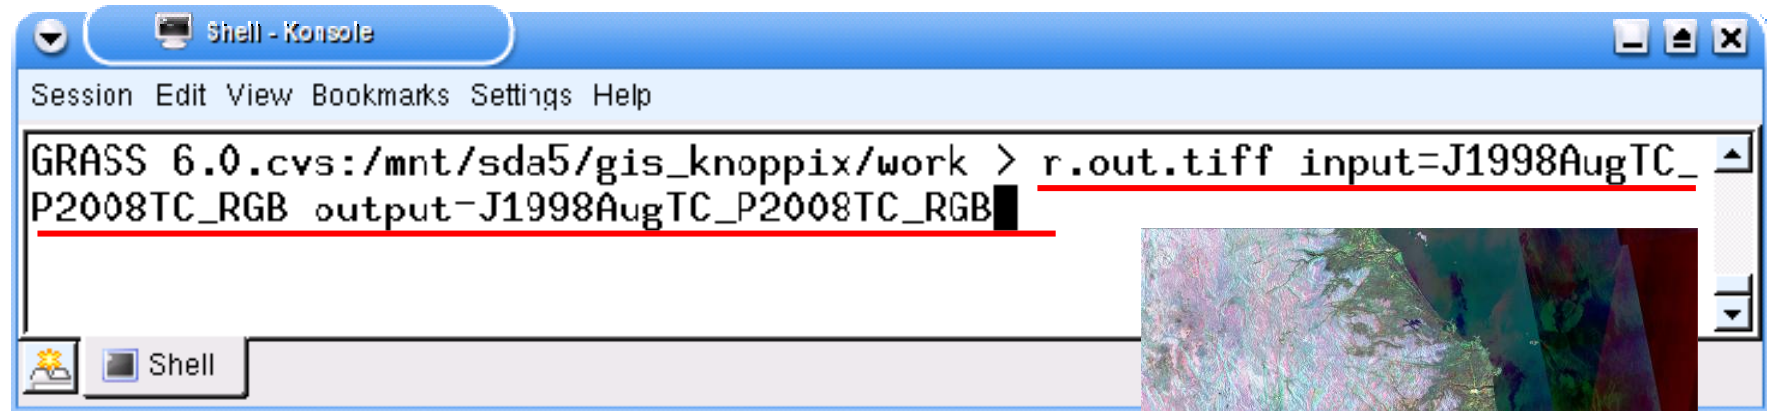 Shell - Konsole
Session Edit View Bookmarks Settings Help
GRASS 6.0.cvs:/mnt/sda5/gis_knoppix/work > r.out.tiff input=J1998AugTC_
P2008TC_RGB output=J1998AugTC_P2008TC_RGB
Shell